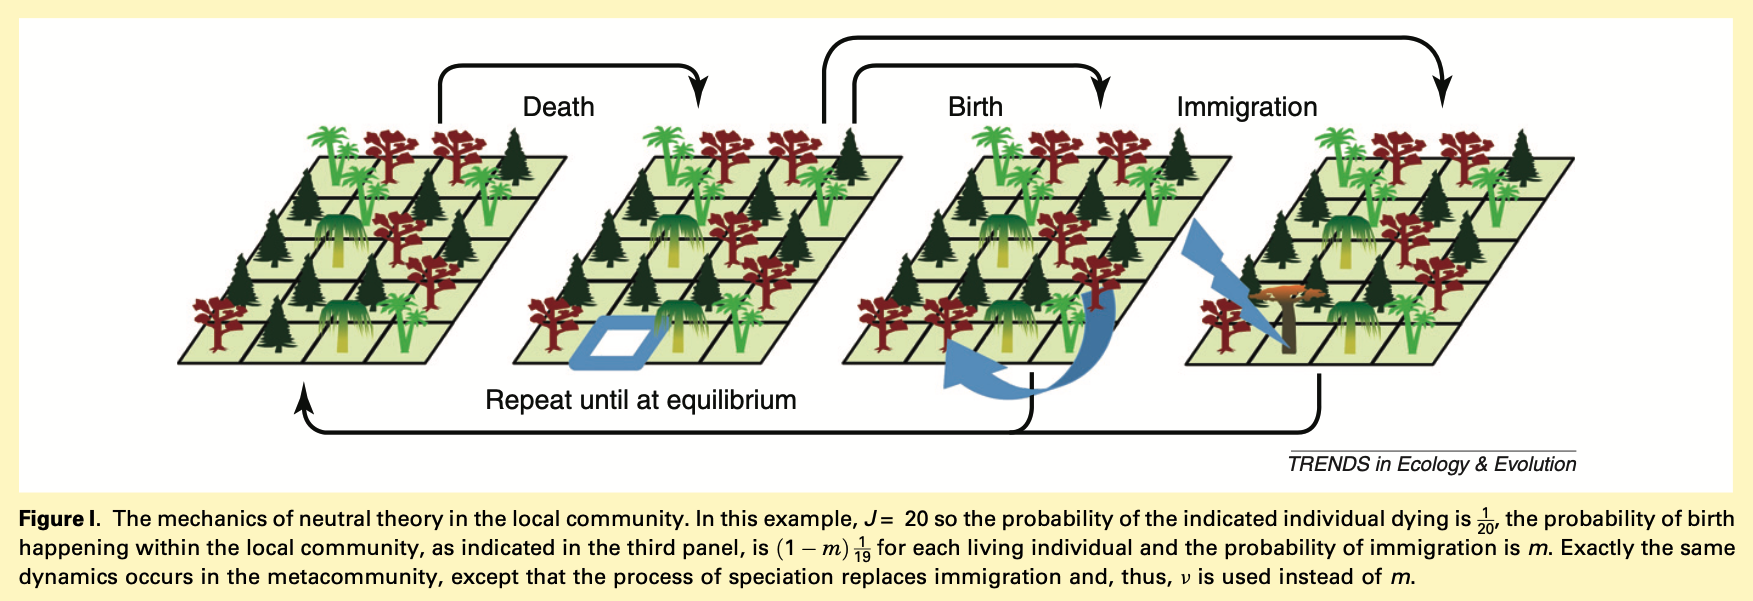 Death
Birth
Immigration
Repeat until at equilibrium
TRENDS in Ecology & Evolution
Figure I. The mechanics of neutral theory in the local community. In this example, J = 20 so the probability of the indicated individual dying is 1/20, the probability of birth
happening within the local community, as indicated in the third panel, is (1 − m) 1/19 for each living individual and the probability of immigration is m. Exactly the same
dynamics occurs in the metacommunity, except that the process of speciation replaces immigration and, thus, ν is used instead of m.